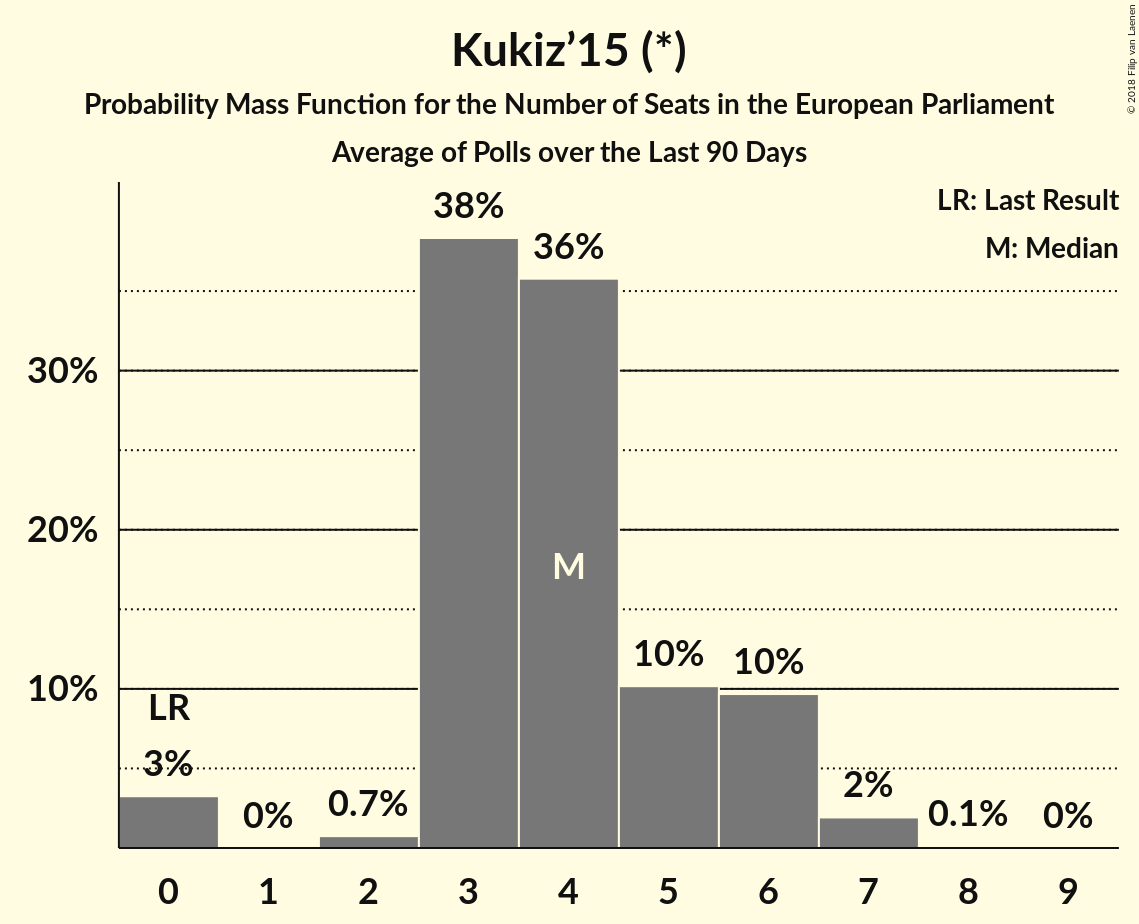 Kukiz’15 (*)
Probability Mass Function for the Number of Seats in the European Parliament
Average of Polls over the Last 90 Days
© 2018 Filip van Laenen
LR: Last Result
M: Median
38%
36%
30%
20%
M
10%
10%
10%
LR
3%
0%
0.7%
2%
0.1%
0%
0 1 2 3 4 5 6 7 8 9